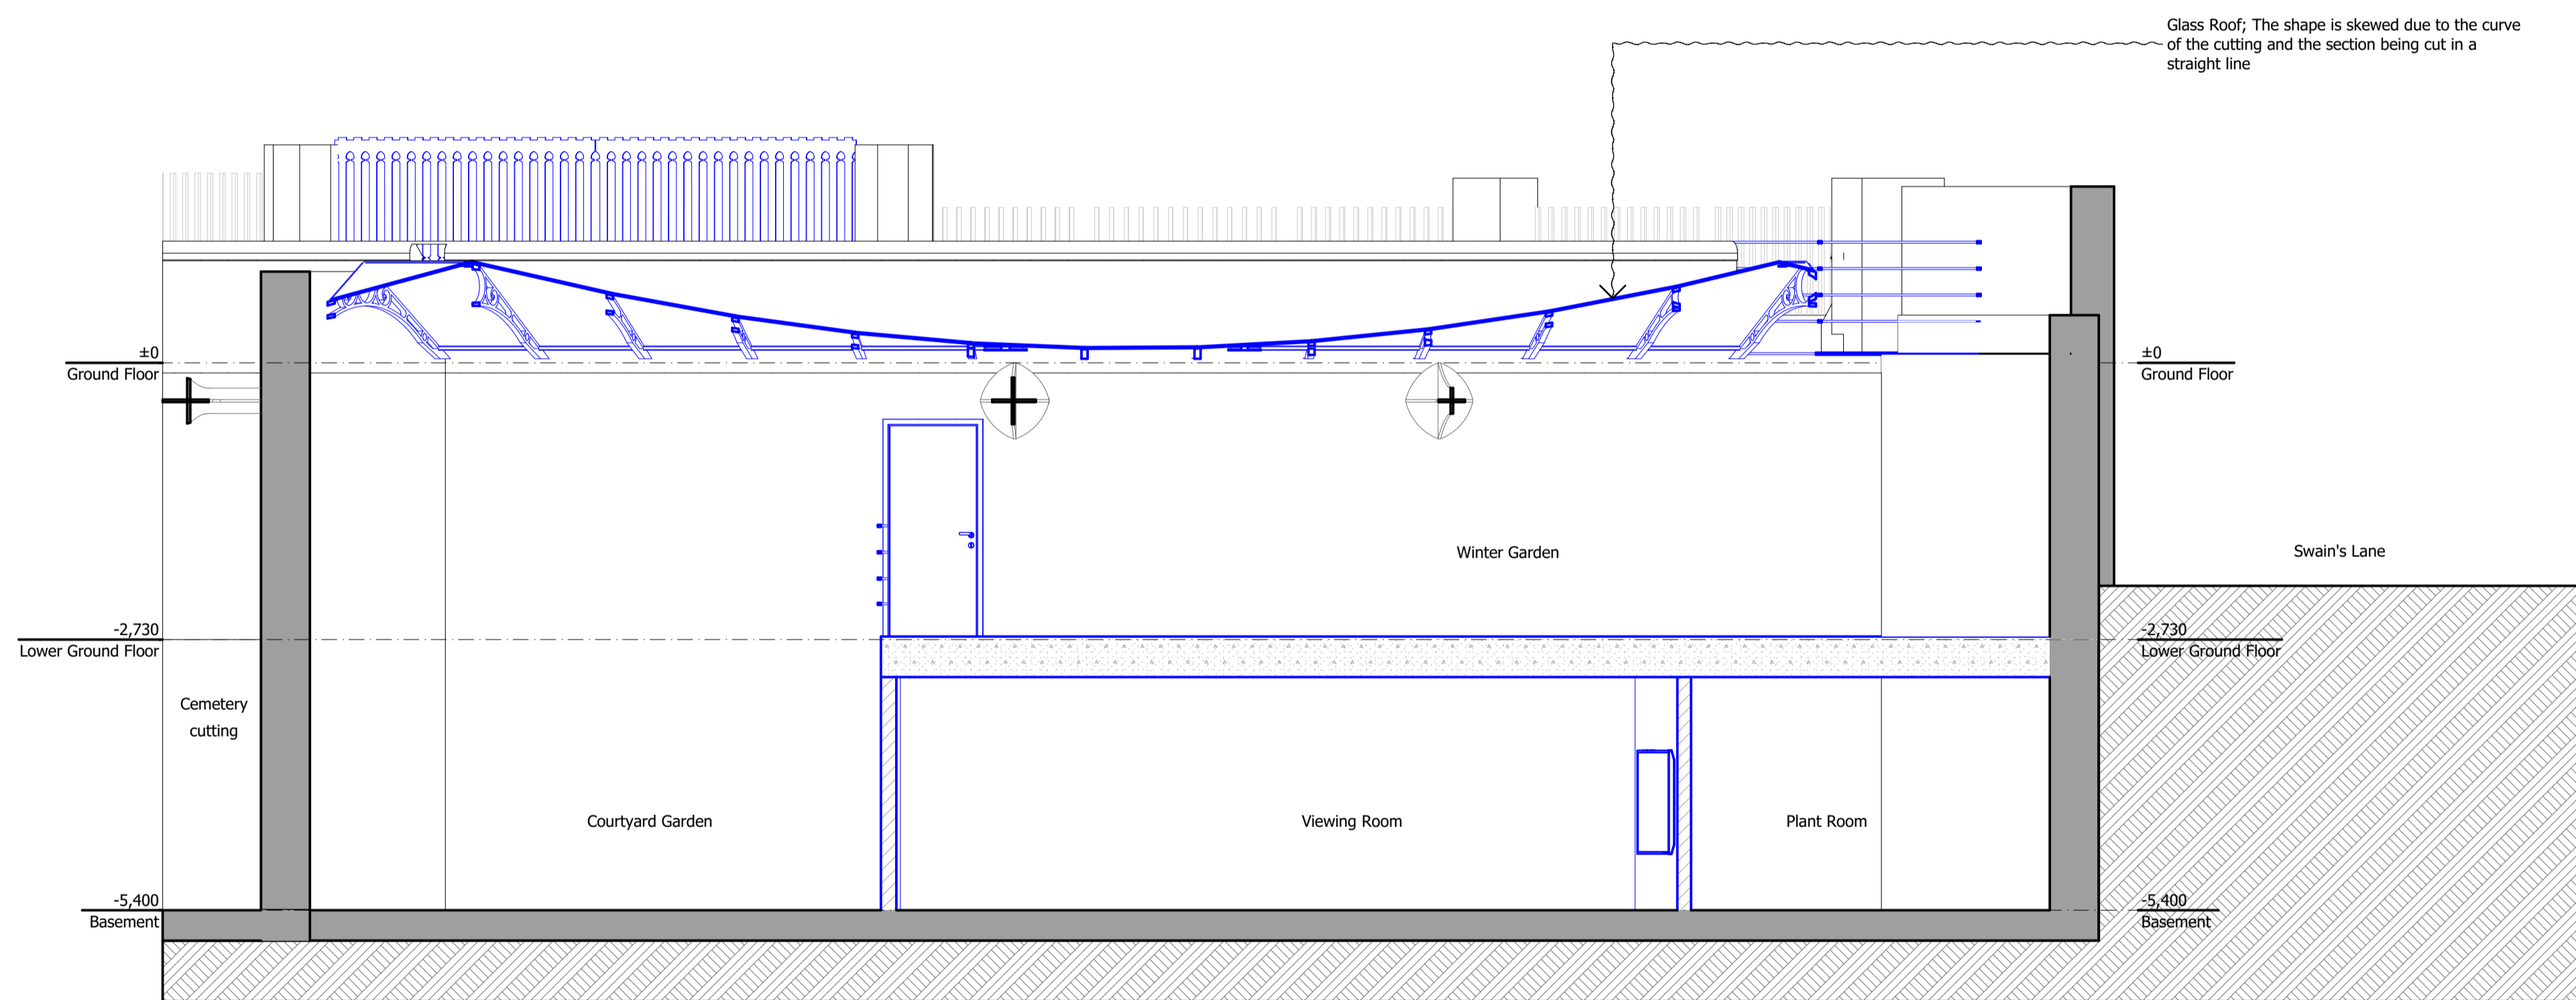 Glass Roof; The shape is skewed due to the curve
of the cutting and the section being cut in a
straight line
±0
Ground Floor
±0
Ground Floor
Winter Garden
Swain's Lane
-2,730
Lower Ground Floor
-2,730
Lower Ground Floor
Cemetery
cutting
Courtyard Garden
Viewing Room
Plant Room
-5,400
Basement
-5,400
Basement